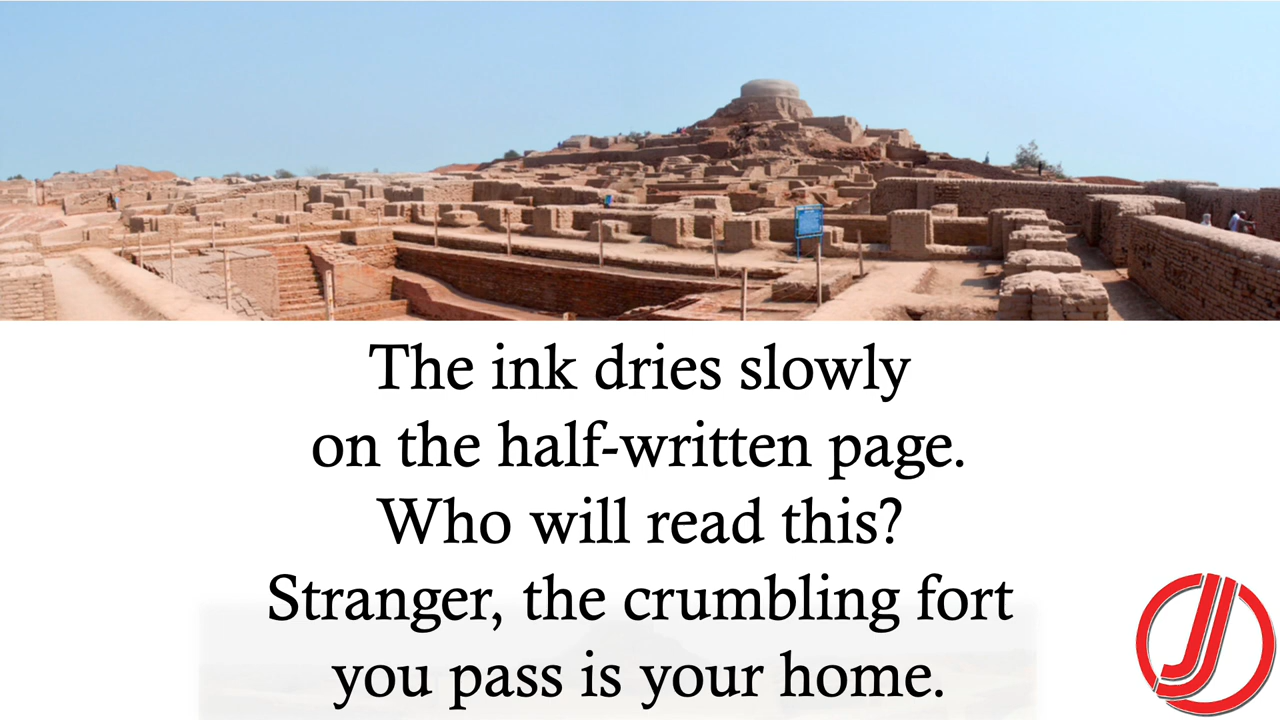 The ink dries slowly
on the half-written page.
Who will read this?
Stranger, the crumbling fort
you pass is your home.